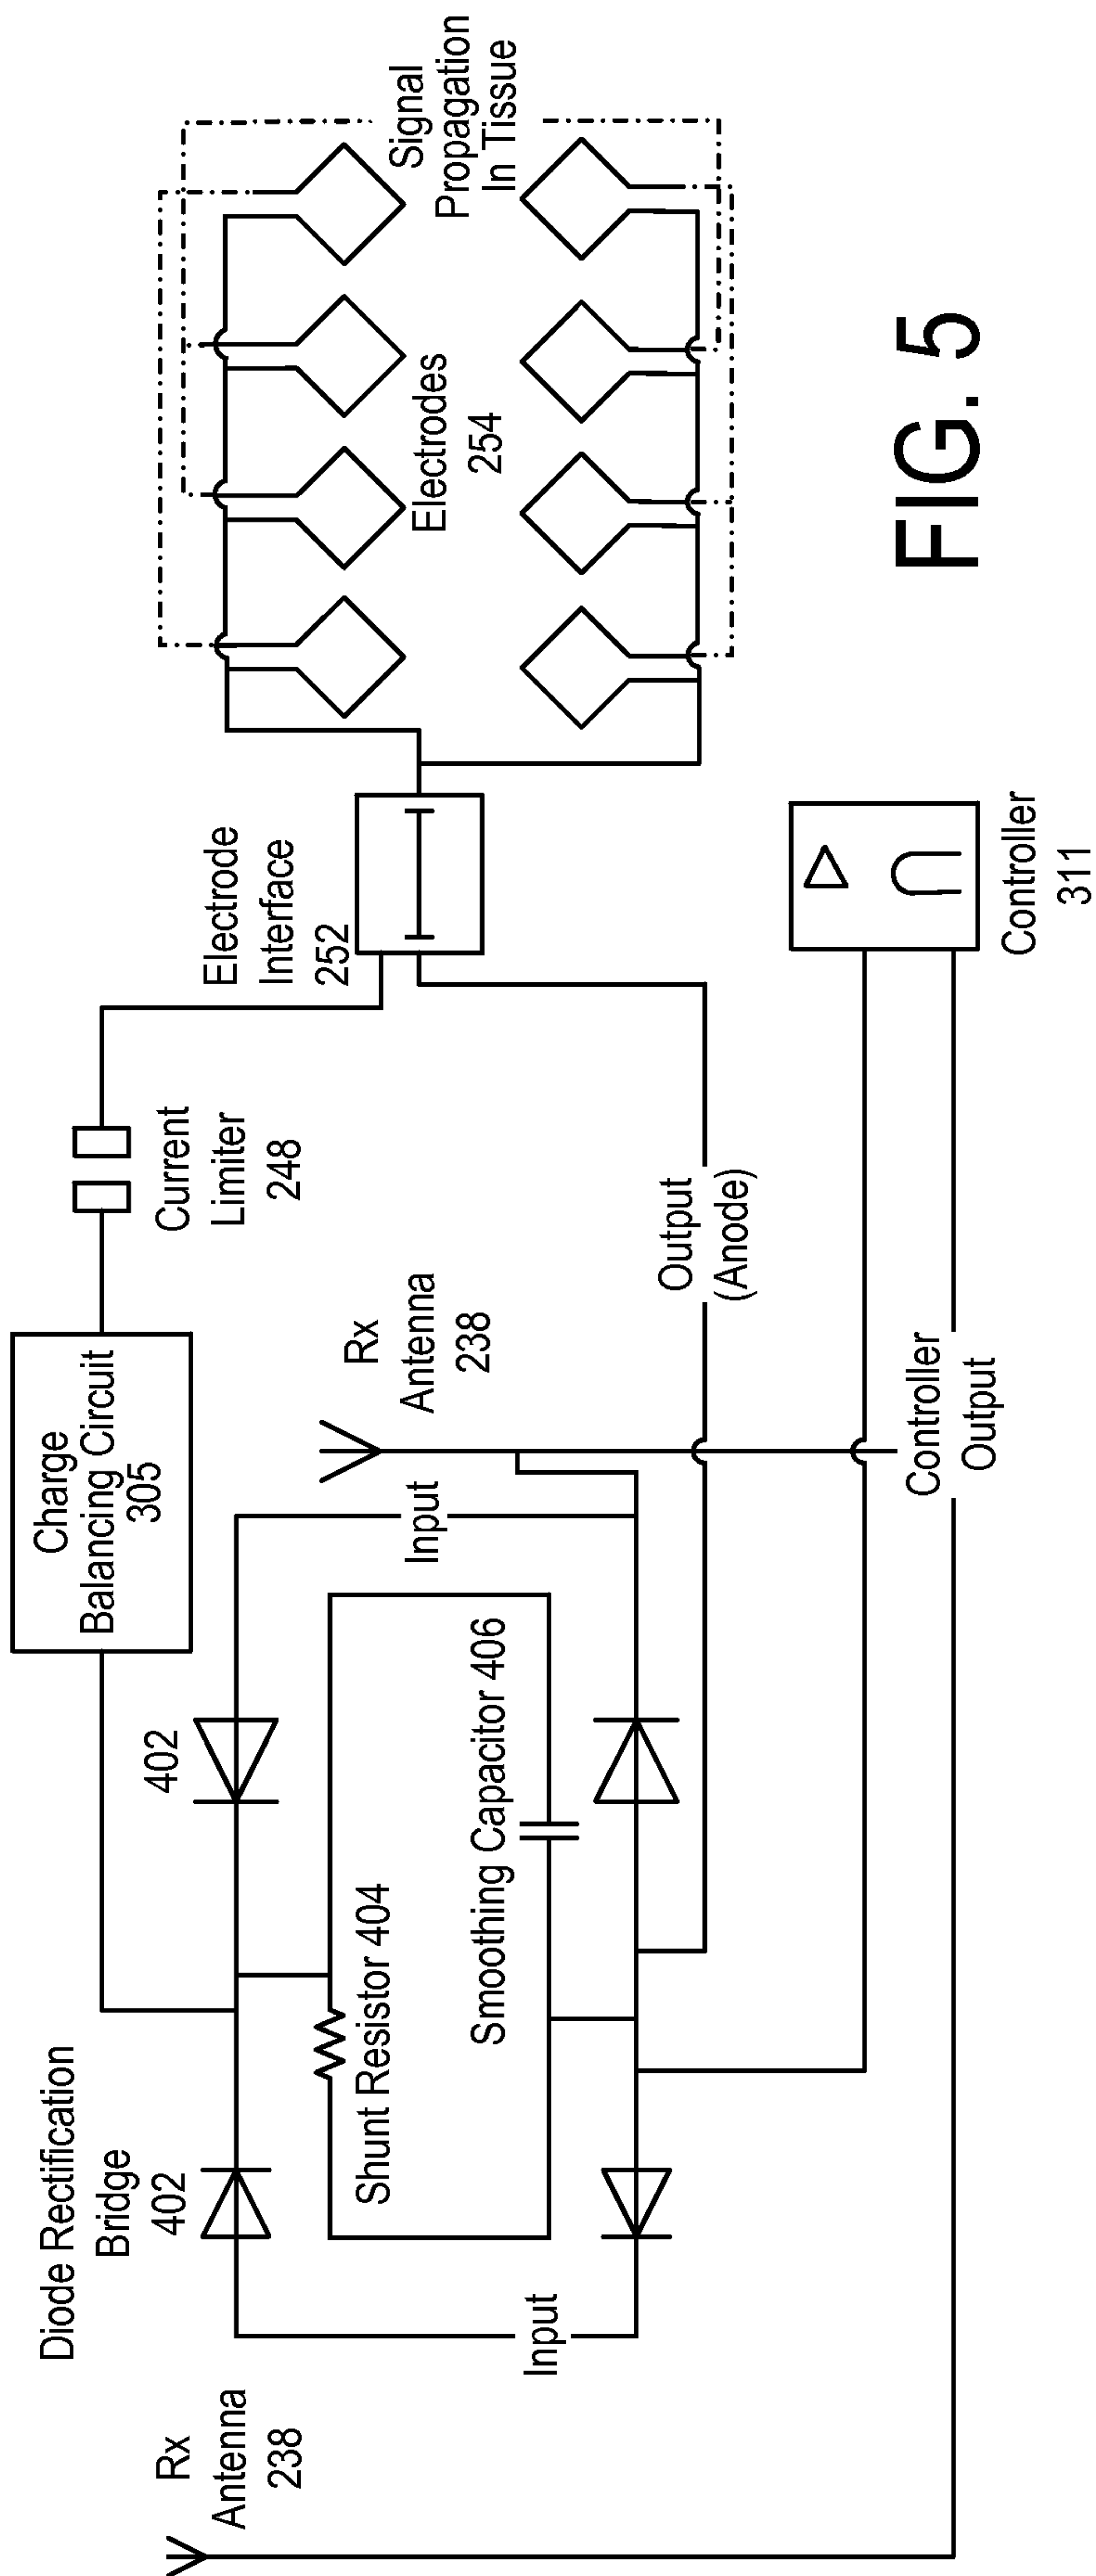 Diode Rectification
Bridge
402
402
Charge
Balancing Circuit
305
Current
Limiter
248
Electrode
Interface
252
Electrodes
254
Signal
Propagation
In Tissue
Rx
Antenna
238
Rx
Antenna
238
Input
Input
Shunt Resistor 404
Smoothing Capacitor 406
Output
(Anode)
Controller
Output
Controller
311
FIG. 5